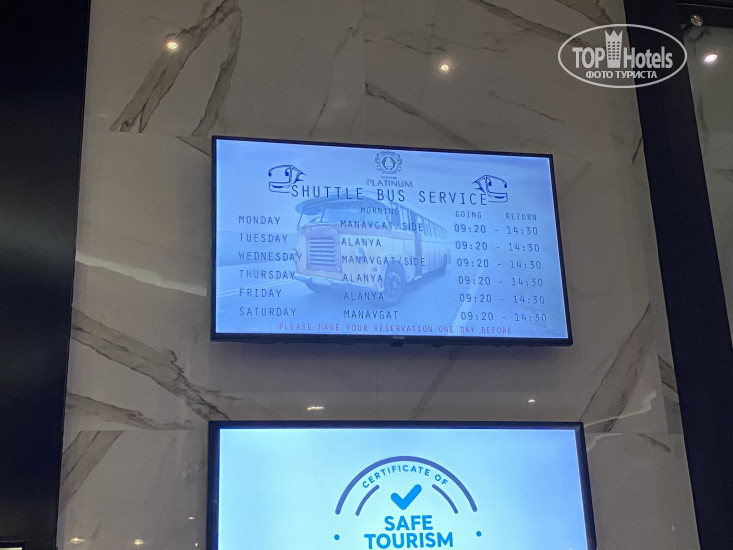 TOP Hotels
ФОТО ТУРИСТА
PLATINUM
SHUTTLE BUS SERVICE
MORNING GOING RETURN
MONDAY MANAVGAT/SIDE 09:20 - 14:30
TUESDAY ALANYA 09:20 - 14:30
WEDNESDAY MANAVGAT/SIDE 09:20 - 14:30
THURSDAY ALANYA 09:20 - 14:30
FRIDAY ALANYA 09:20 - 14:30
SATURDAY MANAVGAT 09:20 - 14:30
PLEASE MAKE YOUR RESERVATION ONE DAY BEFORE
CERTIFICATE OF
SAFE
TOURISM